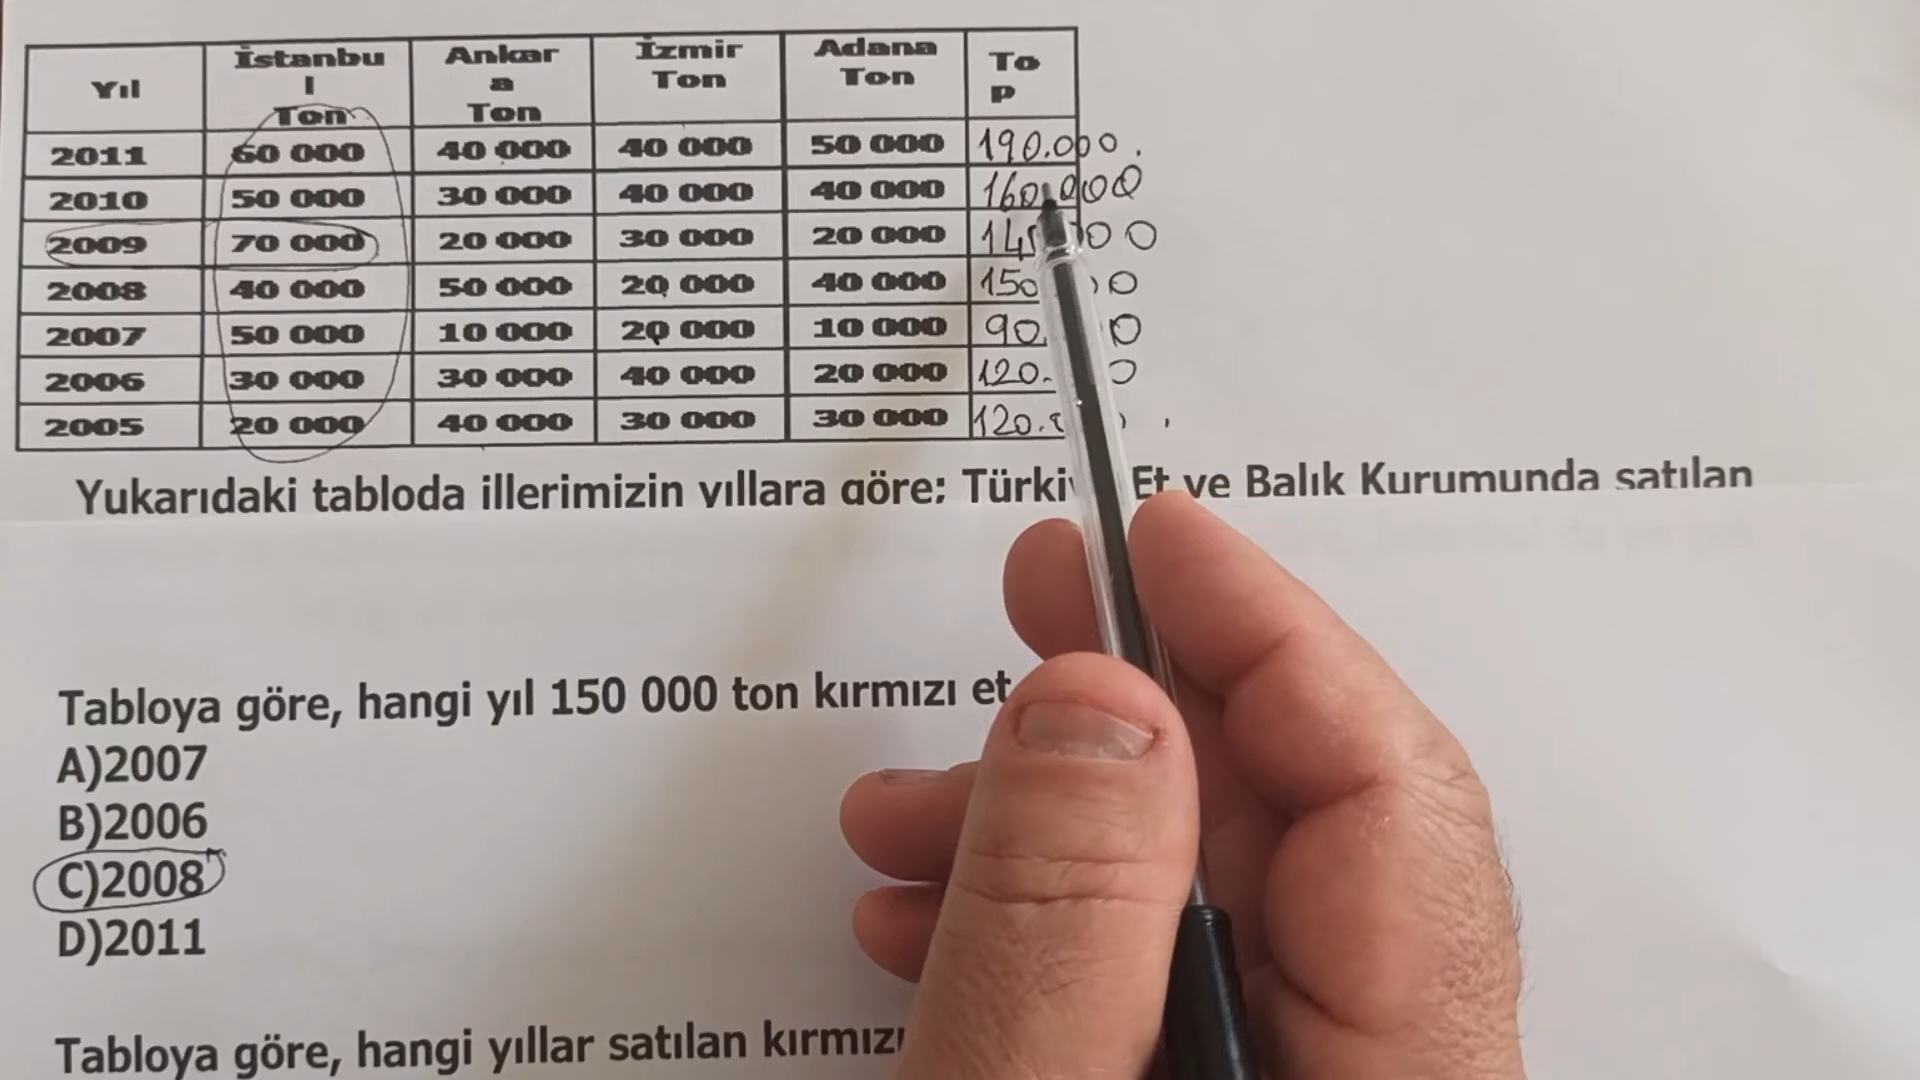 Yıl İstanbul Ton Ankara Ton İzmir Ton Adana Ton Top
2011 60 000 40 000 40 000 50 000 190.000.
2010 50 000 30 000 40 000 40 000 160.000
2009 70 000 20 000 30 000 20 000
2008 40 000 50 000 20 000 40 000
2007 50 000 10 000 20 000 10 000
2006 30 000 30 000 40 000 20 000
2005 20 000 40 000 30 000 30 000
Yukarıdaki tabloda illerimizin yıllara göre: Et ve Balık Kurumunda satılan
Tabloya göre, hangi yıl 150 000 ton kırmızı et
A)2007
B)2006
C)2008
D)2011
Tabloya göre, hangi yıllar satılan